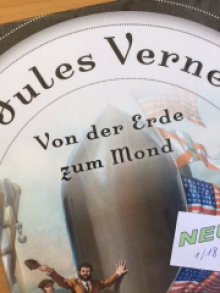 Jules Verne
Von der Erde
zum Mond
NEU
1/18